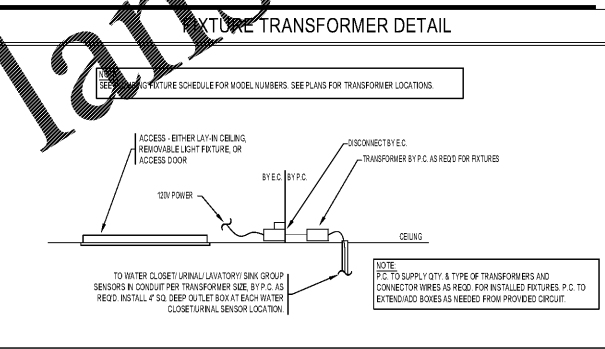 FIXTURE TRANSFORMER DETAIL
NOTE:
SEE FIXTURE SCHEDULE FOR MODEL NUMBERS. SEE PLANS FOR TRANSFORMER LOCATIONS.
ACCESS - EITHER LAY-IN CEILING,
REMOVABLE LIGHT FIXTURE, OR
ACCESS DOOR
DISCONNECT BY E.C.
TRANSFORMER BY P.C. AS REQ'D FOR FIXTURES
BY E.C. BY P.C.
120V POWER
CEILING
TO WATER CLOSET/ URINAL/ LAVATORY/ SINK GROUP
SENSORS IN CONDUIT PER TRANSFORMER SIZE, BY P.C. AS
REQ'D. INSTALL 4" SQ. DEEP OUTLET BOX AT EACH WATER
CLOSET/URINAL SENSOR LOCATION.
NOTE:
P.C. TO SUPPLY QTY. & TYPE OF TRANSFORMERS AND
CONNECTOR WIRES AS REQD. FOR INSTALLED FIXTURES. P.C. TO
EXTEND/ADD BOXES AS NEEDED FROM PROVIDED CIRCUIT.